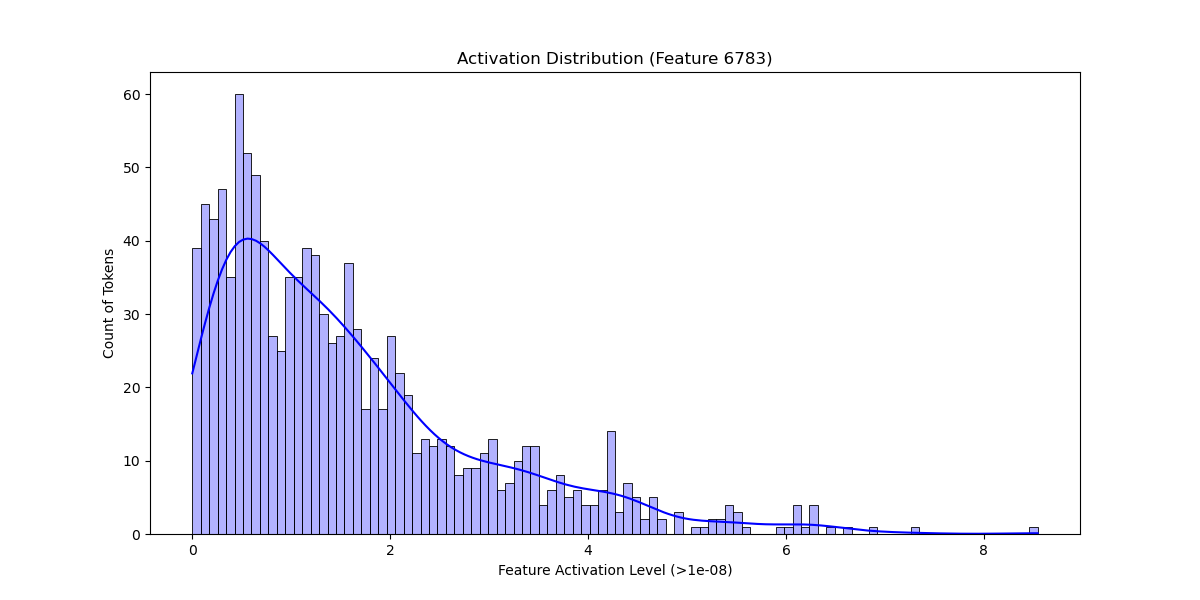 Activation Distribution (Feature 6783)
60
50
40
30
20
10
0
Count of Tokens
0 2 4 6 8
Feature Activation Level (>1e-08)